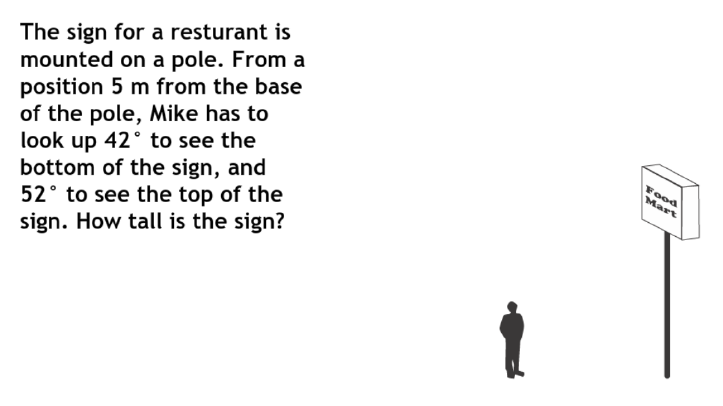 The sign for a resturant is
mounted on a pole. From a
position 5 m from the base
of the pole, Mike has to
look up 42° to see the
bottom of the sign, and
52° to see the top of the
sign. How tall is the sign?
Food
Mart